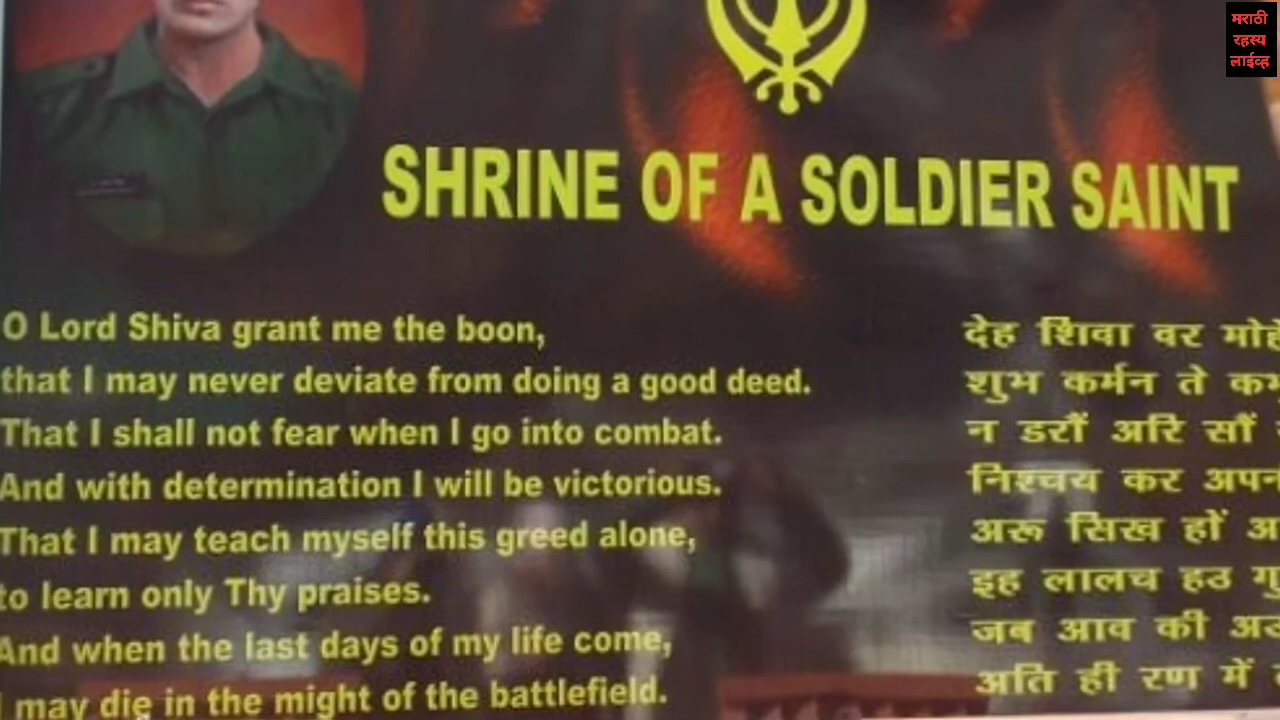 मराठी
रहस्य
लाईव्ह
SHRINE OF A SOLDIER SAINT
O Lord Shiva grant me the boon,
that I may never deviate from doing a good deed.
That I shall not fear when I go into combat.
And with determination I will be victorious.
That I may teach myself this greed alone,
to learn only Thy praises.
And when the last days of my life come,
I may die in the might of the battlefield.
देह शिवा वर
शुभ कर्मन ते
न डरौं अरि सौं
निश्चय कर
अरू सिख हों
इह लालच हठ
जब आव की
अति ही रण में